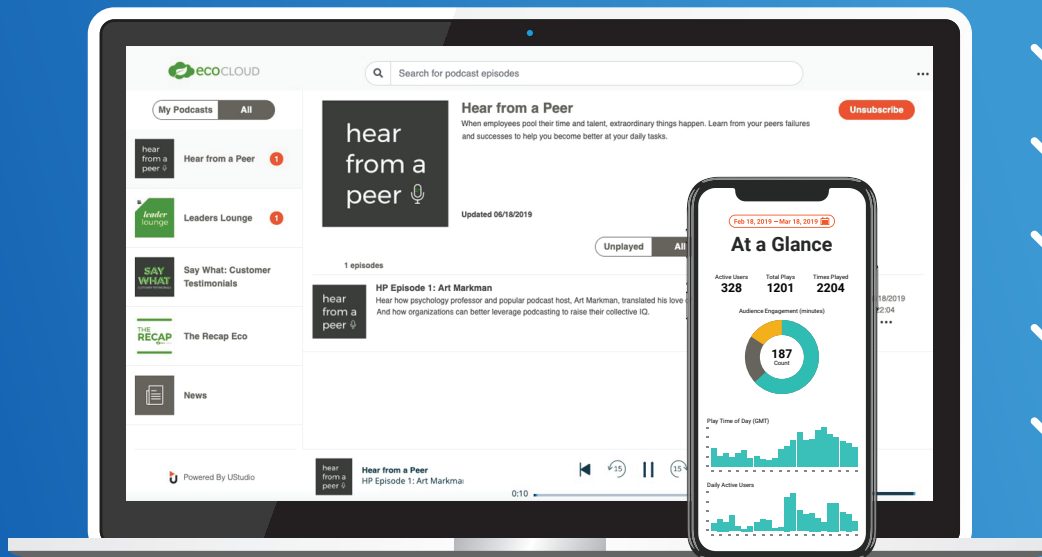 ecoCLOUD
Search for podcast episodes
My Podcasts
All
hear
from a
peer
Hear from a Peer
1
leader
lounge
Leaders Lounge
1
SAY
WHAT
CUSTOMER TESTIMONIALS
Say What: Customer
Testimonials
THE
RECAP
The Recap Eco
News
Powered By UStudio
hear
from a
peer
Hear from a Peer
When employees pool their time and talent, extraordinary things happen. Learn from your peers failures
and successes to help you become better at your daily tasks.
Updated 06/18/2019
Unsubscribe
Unplayed
All
1 episodes
hear
from a
peer
HP Episode 1: Art Markman
Hear how psychology professor and popular podcast host, Art Markman, translated his love
And how organizations can better leverage podcasting to raise their collective IQ.
18/2019
22:04
hear
from a
peer
Hear from a Peer
HP Episode 1: Art Markma
15
15
0:10
Feb 18, 2019 – Mar 18, 2019
At a Glance
Active Users
328
Total Plays
1201
Times Played
2204
Audience Engagement (minutes)
187
Count
Play Time of Day (GMT)
Daily Active Users